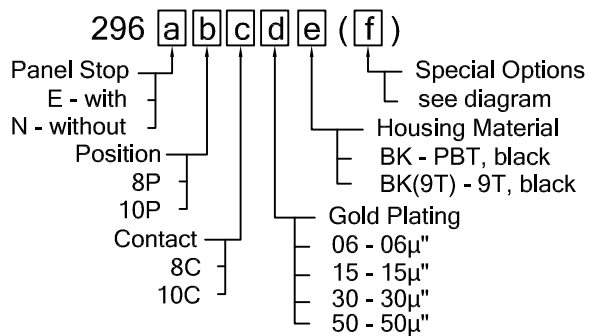 296 a b c d e ( f )
Panel Stop
E - with
N - without
Position
8P
10P
Contact
8C
10C
Special Options
see diagram
Housing Material
BK - PBT, black
BK(9T) - 9T, black
Gold Plating
06 - 06µ"
15 - 15µ"
30 - 30µ"
50 - 50µ"